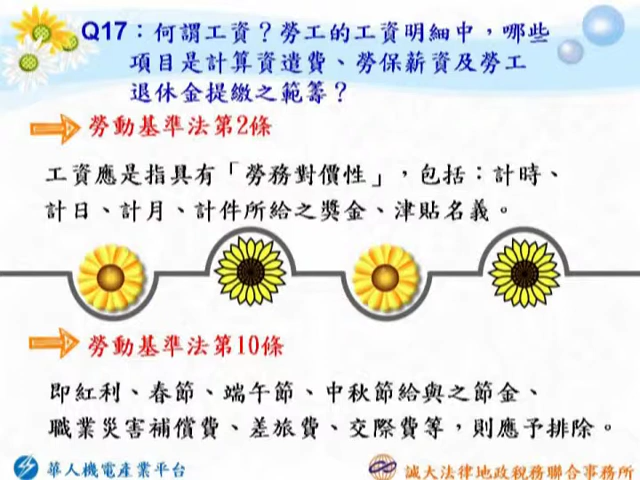 Q17：何謂工資？勞工的工資明細中，哪些
項目是計算資遣費、勞保薪資及勞工
退休金提繳之範籌？
勞動基準法第2條
工資應是指具有「勞務對價性」，包括：計時、
計日、計月、計件所給之獎金、津貼名義。
勞動基準法第10條
即紅利、春節、端午節、中秋節給與之節金、
職業災害補償費、差旅費、交際費等，則應予排除。
華人機電產業平台
誠大法律地政稅務聯合事務所